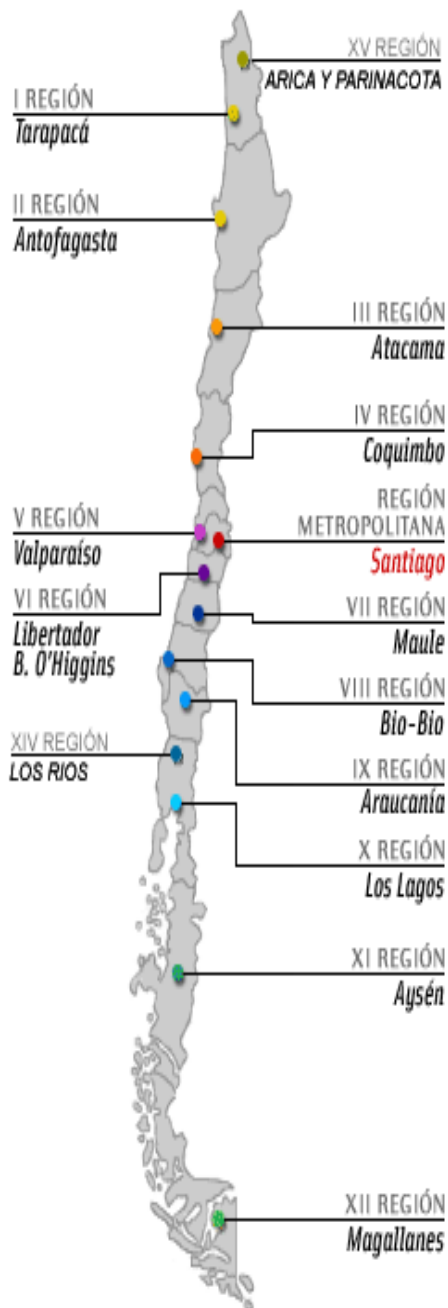 XV REGIÓN
ARICA Y PARINACOTA
I REGIÓN
Tarapacá
II REGIÓN
Antofagasta
III REGIÓN
Atacama
IV REGIÓN
Coquimbo
REGIÓN
METROPOLITANA
Santiago
V REGIÓN
Valparaíso
VI REGIÓN
Libertador
B. O'Higgins
VII REGIÓN
Maule
VIII REGIÓN
Bio-Bio
XIV REGIÓN
LOS RIOS
IX REGIÓN
Araucanía
X REGIÓN
Los Lagos
XI REGIÓN
Aysén
XII REGIÓN
Magallanes